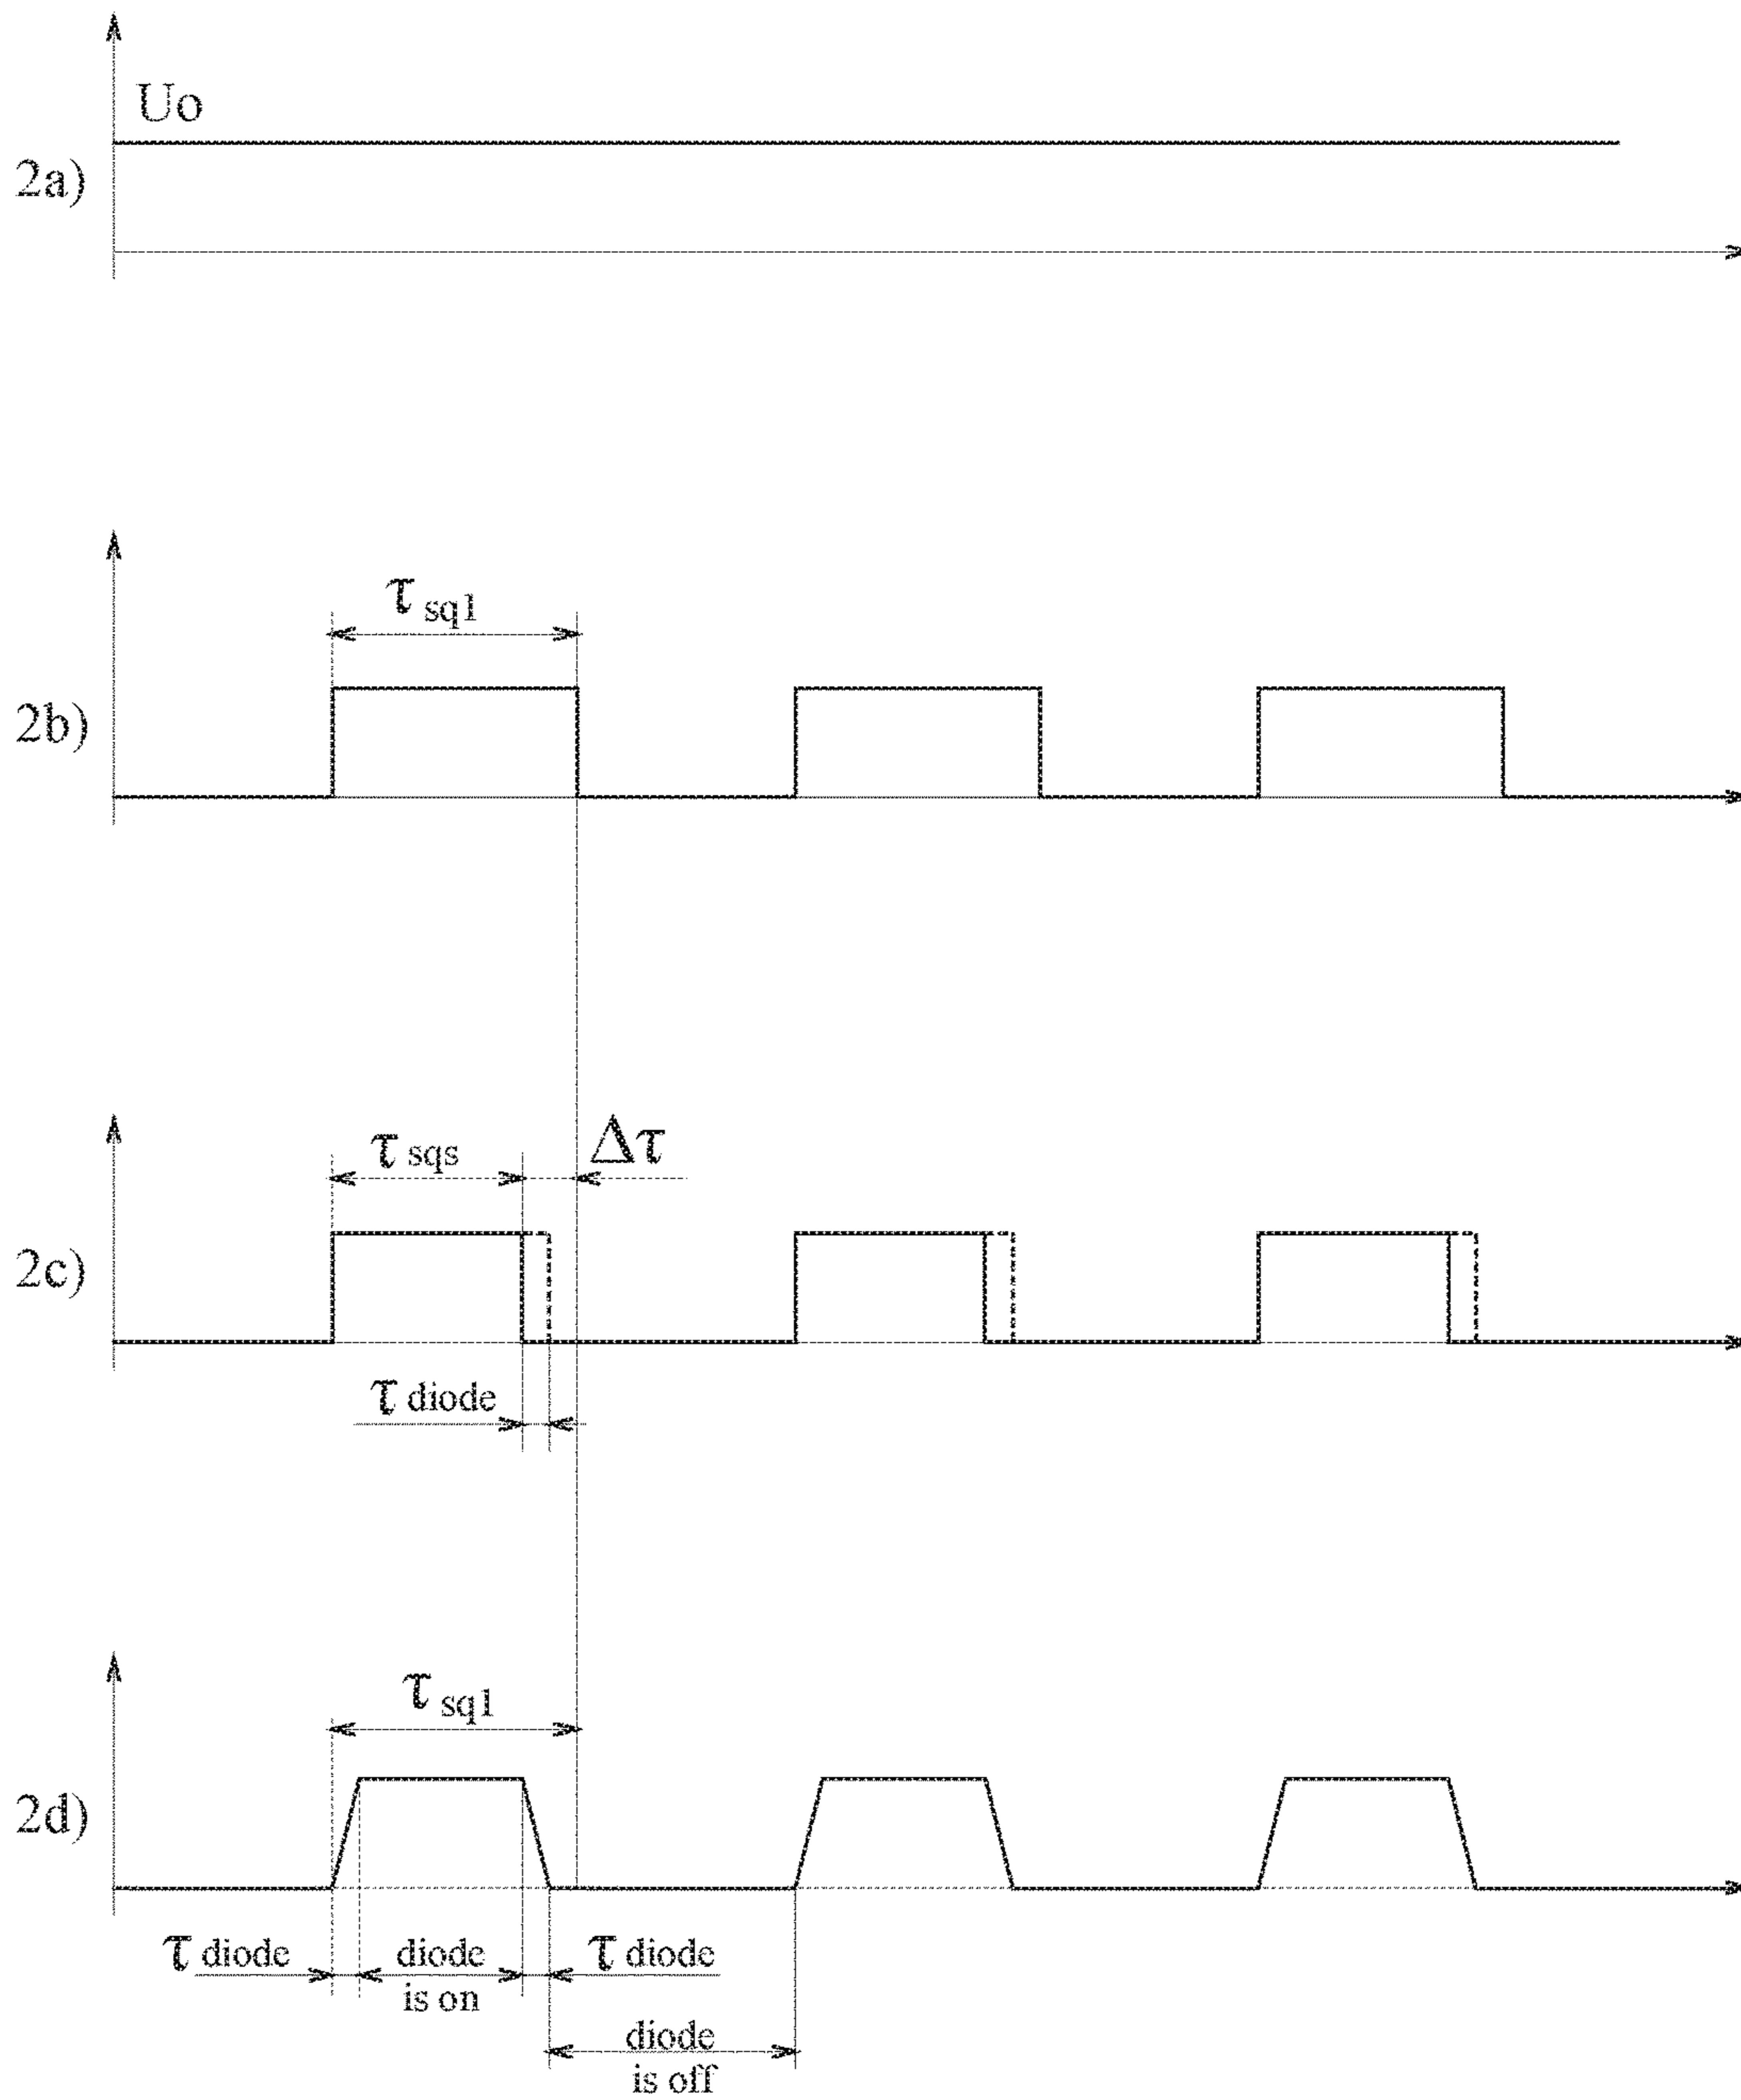 Uo
2a)
τ sq1
2b)
τ sqs
Δτ
2c)
τ diode
τ sq1
2d)
τ diode
diode
is on
τ diode
diode
is off